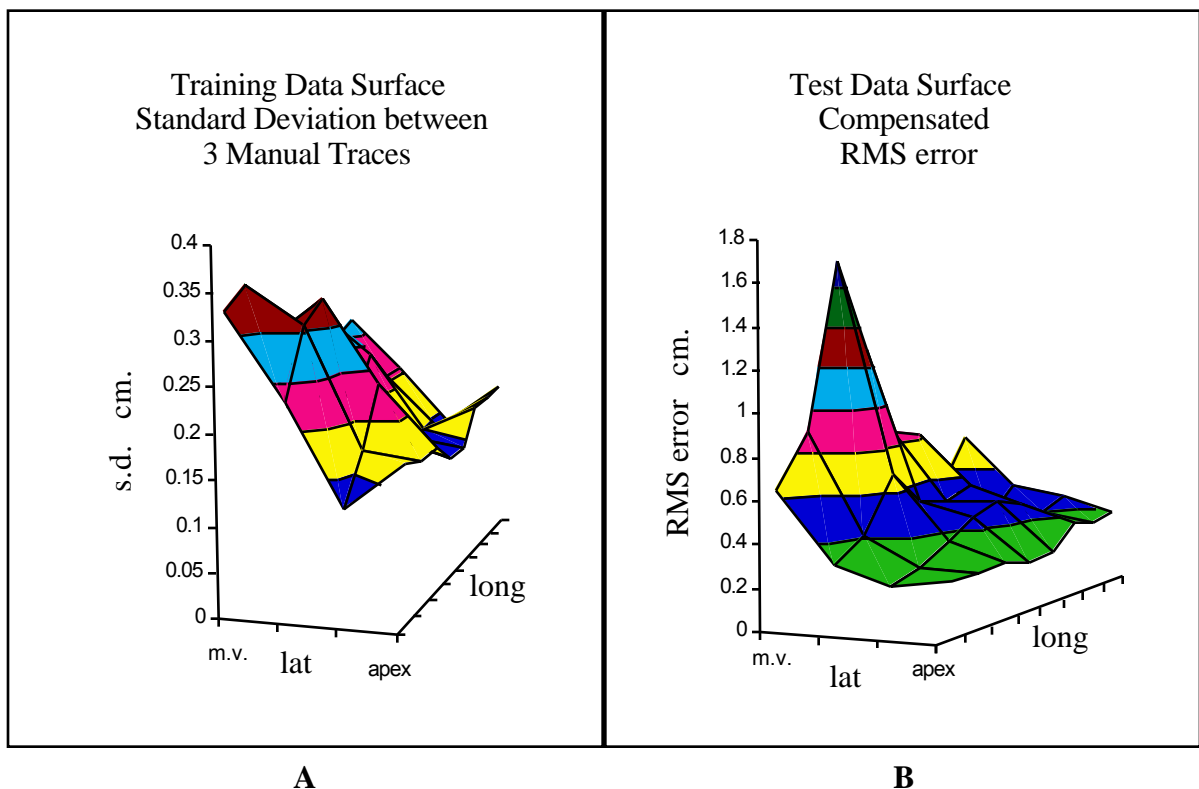 Training Data Surface
Standard Deviation between
3 Manual Traces
0.4
0.35
0.3
0.25
0.2
0.15
0.1
0.05
0
s.d. cm.
m.v.
lat
apex
long
A
Test Data Surface
Compensated
RMS error
1.8
1.6
1.4
1.2
1
0.8
0.6
0.4
0.2
0
RMS error cm.
m.v.
lat
apex
long
B